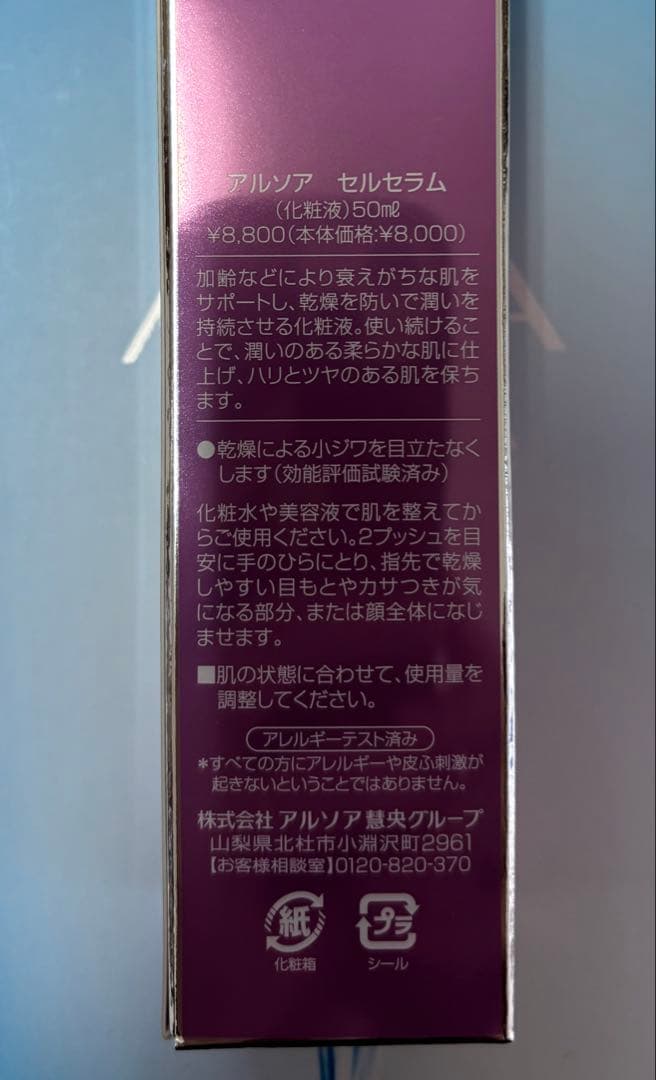 アルソア　セルセラム
(化粧液)50㎖
¥8,800(本体価格:¥8,000)
加齢などにより衰えがちな肌を
サポートし、乾燥を防いで潤いを
持続させる化粧液。使い続けるこ
とで、潤いのある柔らかな肌に仕
上げ、ハリとツヤのある肌を保ち
ます。
●乾燥による小ジワを目立たなく
します(効能評価試験済み)
化粧水や美容液で肌を整えてか
らご使用ください。2プッシュを目
安に手のひらにとり、指先で乾燥
しやすい目もとやカサつきが気
になる部分、または顔全体になじ
ませます。
■肌の状態に合わせて、使用量を
調整してください。
アレルギーテスト済み
*すべての方にアレルギーや皮ふ刺激が
起きないということではありません。
株式会社 アルソア慧央グループ
山梨県北杜市小淵沢町2961
【お客様相談室】0120-820-370
紙 プラ
化粧箱 シール